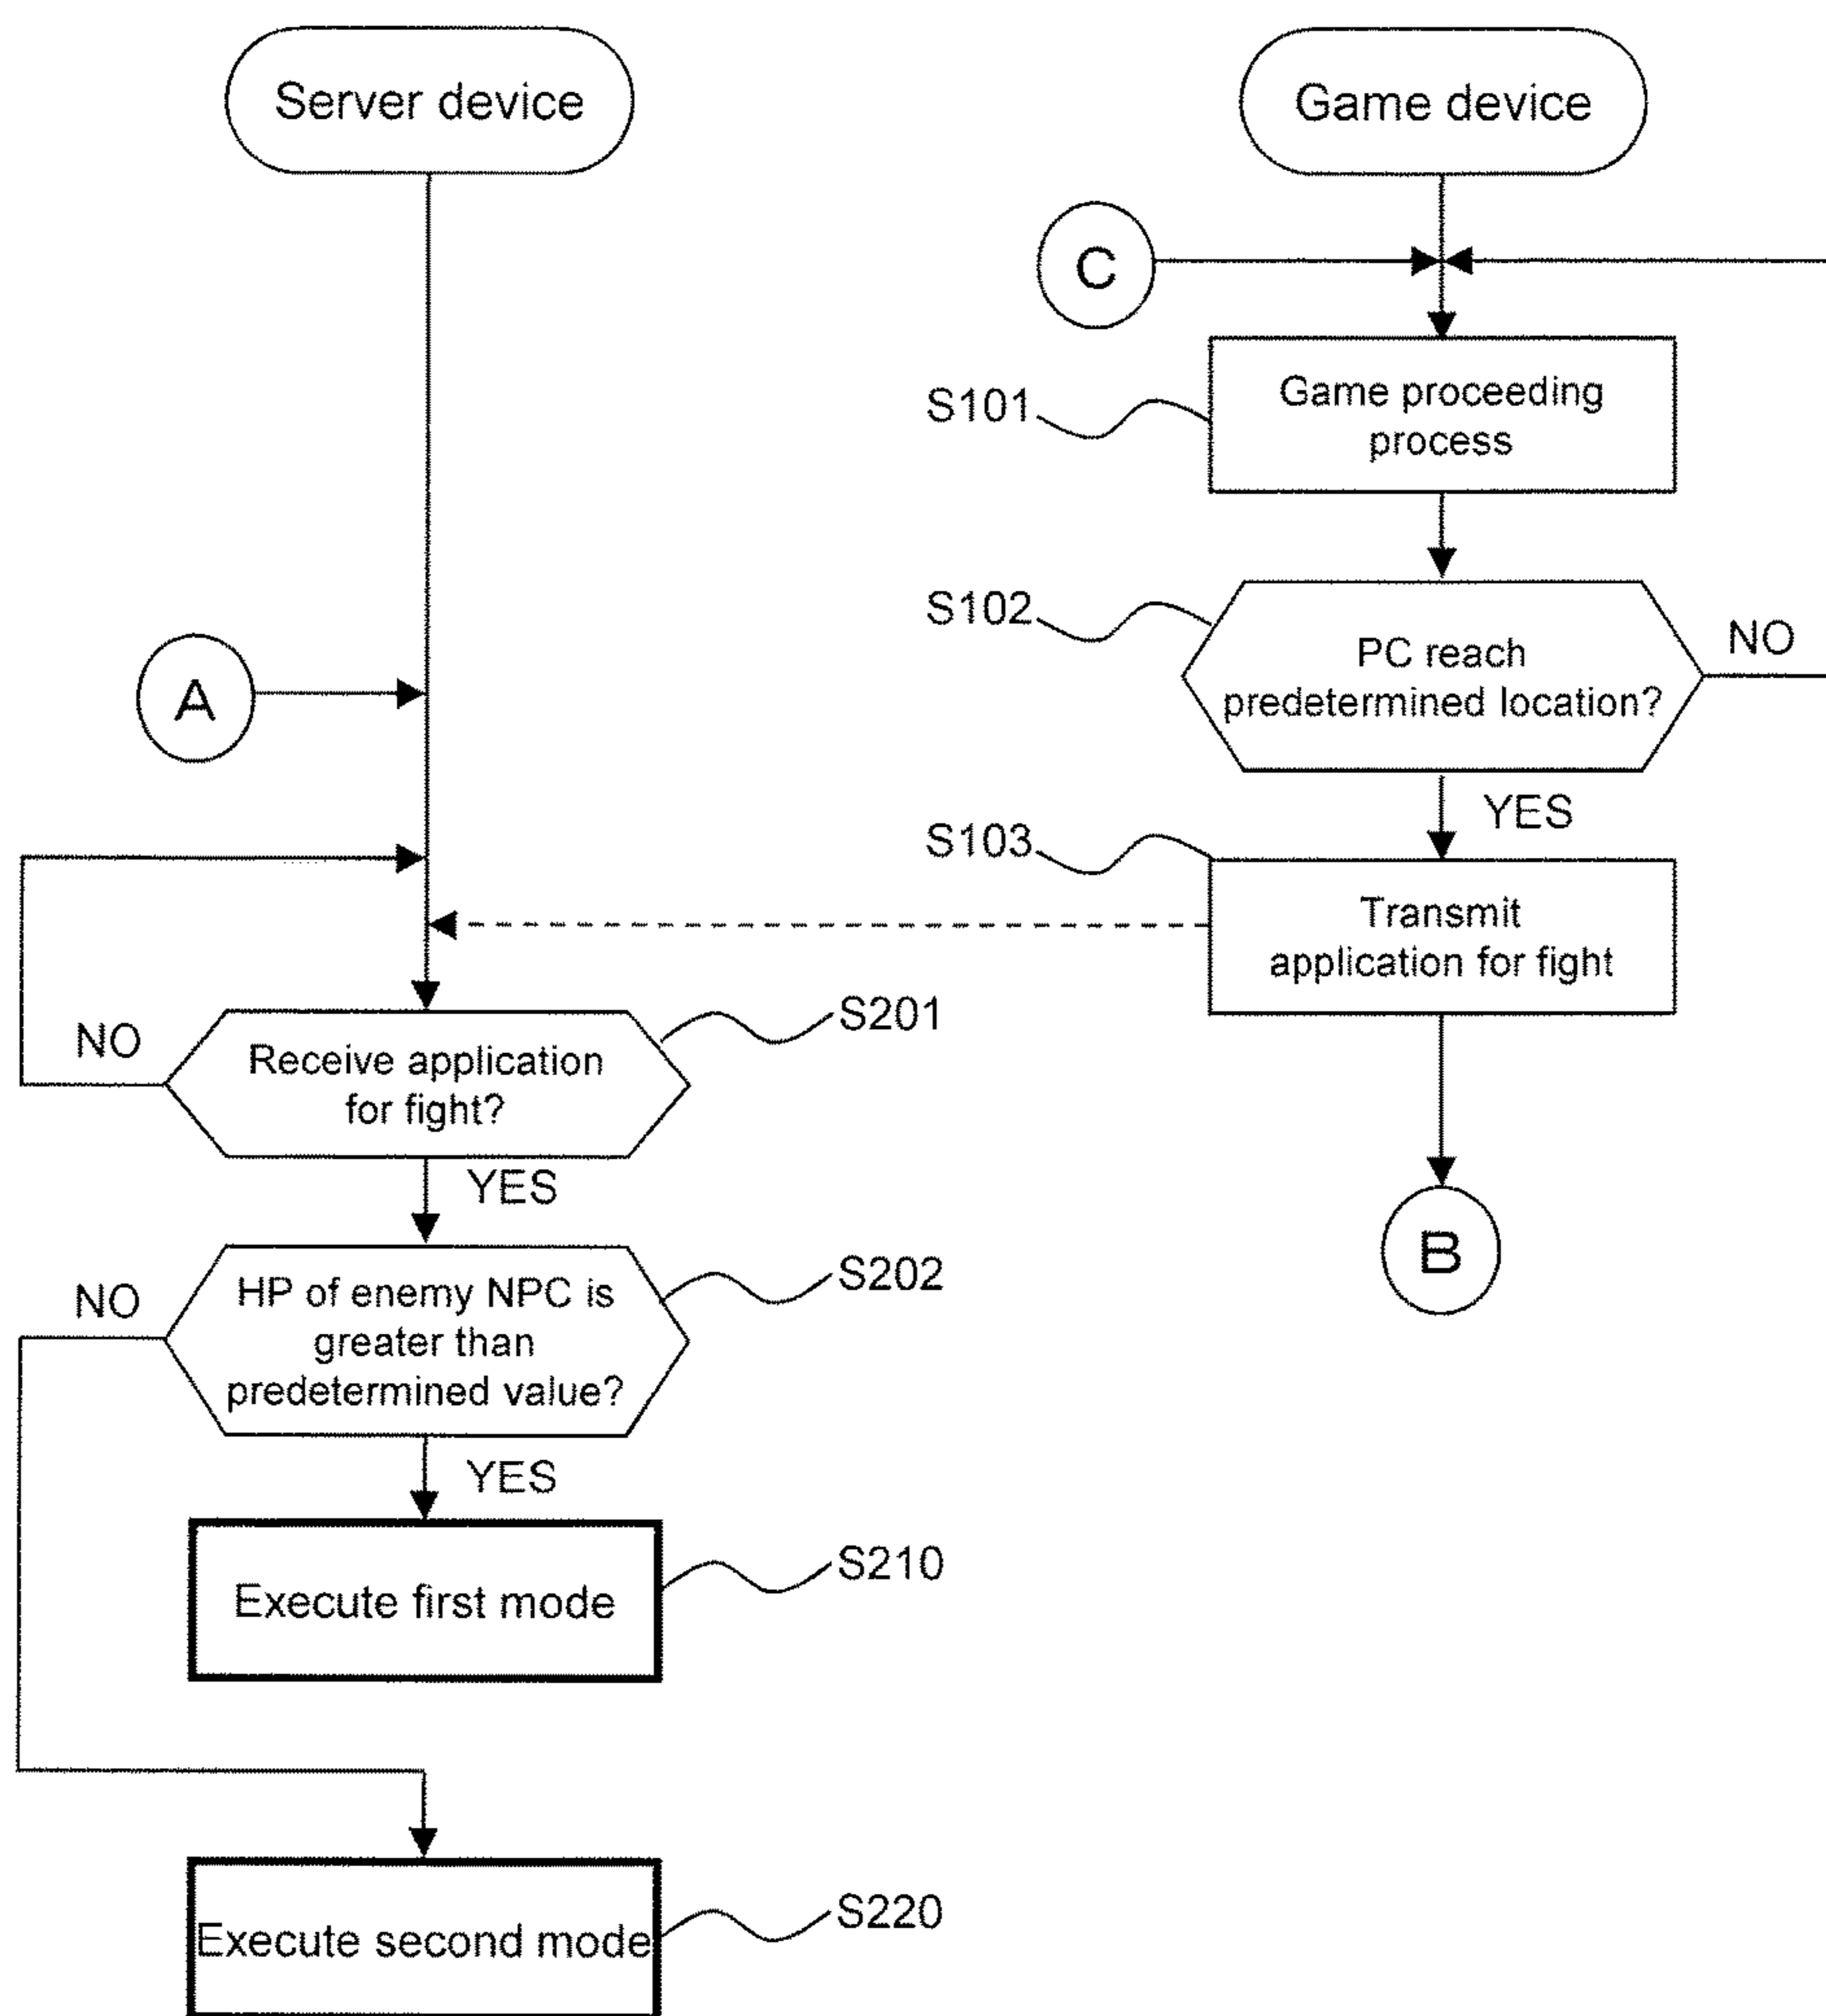 Server device
Game device
C
S101
Game proceeding
process
S102
PC reach
predetermined location?
NO
A
YES
S103
Transmit
application for fight
S201
NO
Receive application
for fight?
YES
B
S202
NO
HP of enemy NPC is
greater than
predetermined value?
YES
S210
Execute first mode
S220
Execute second mode